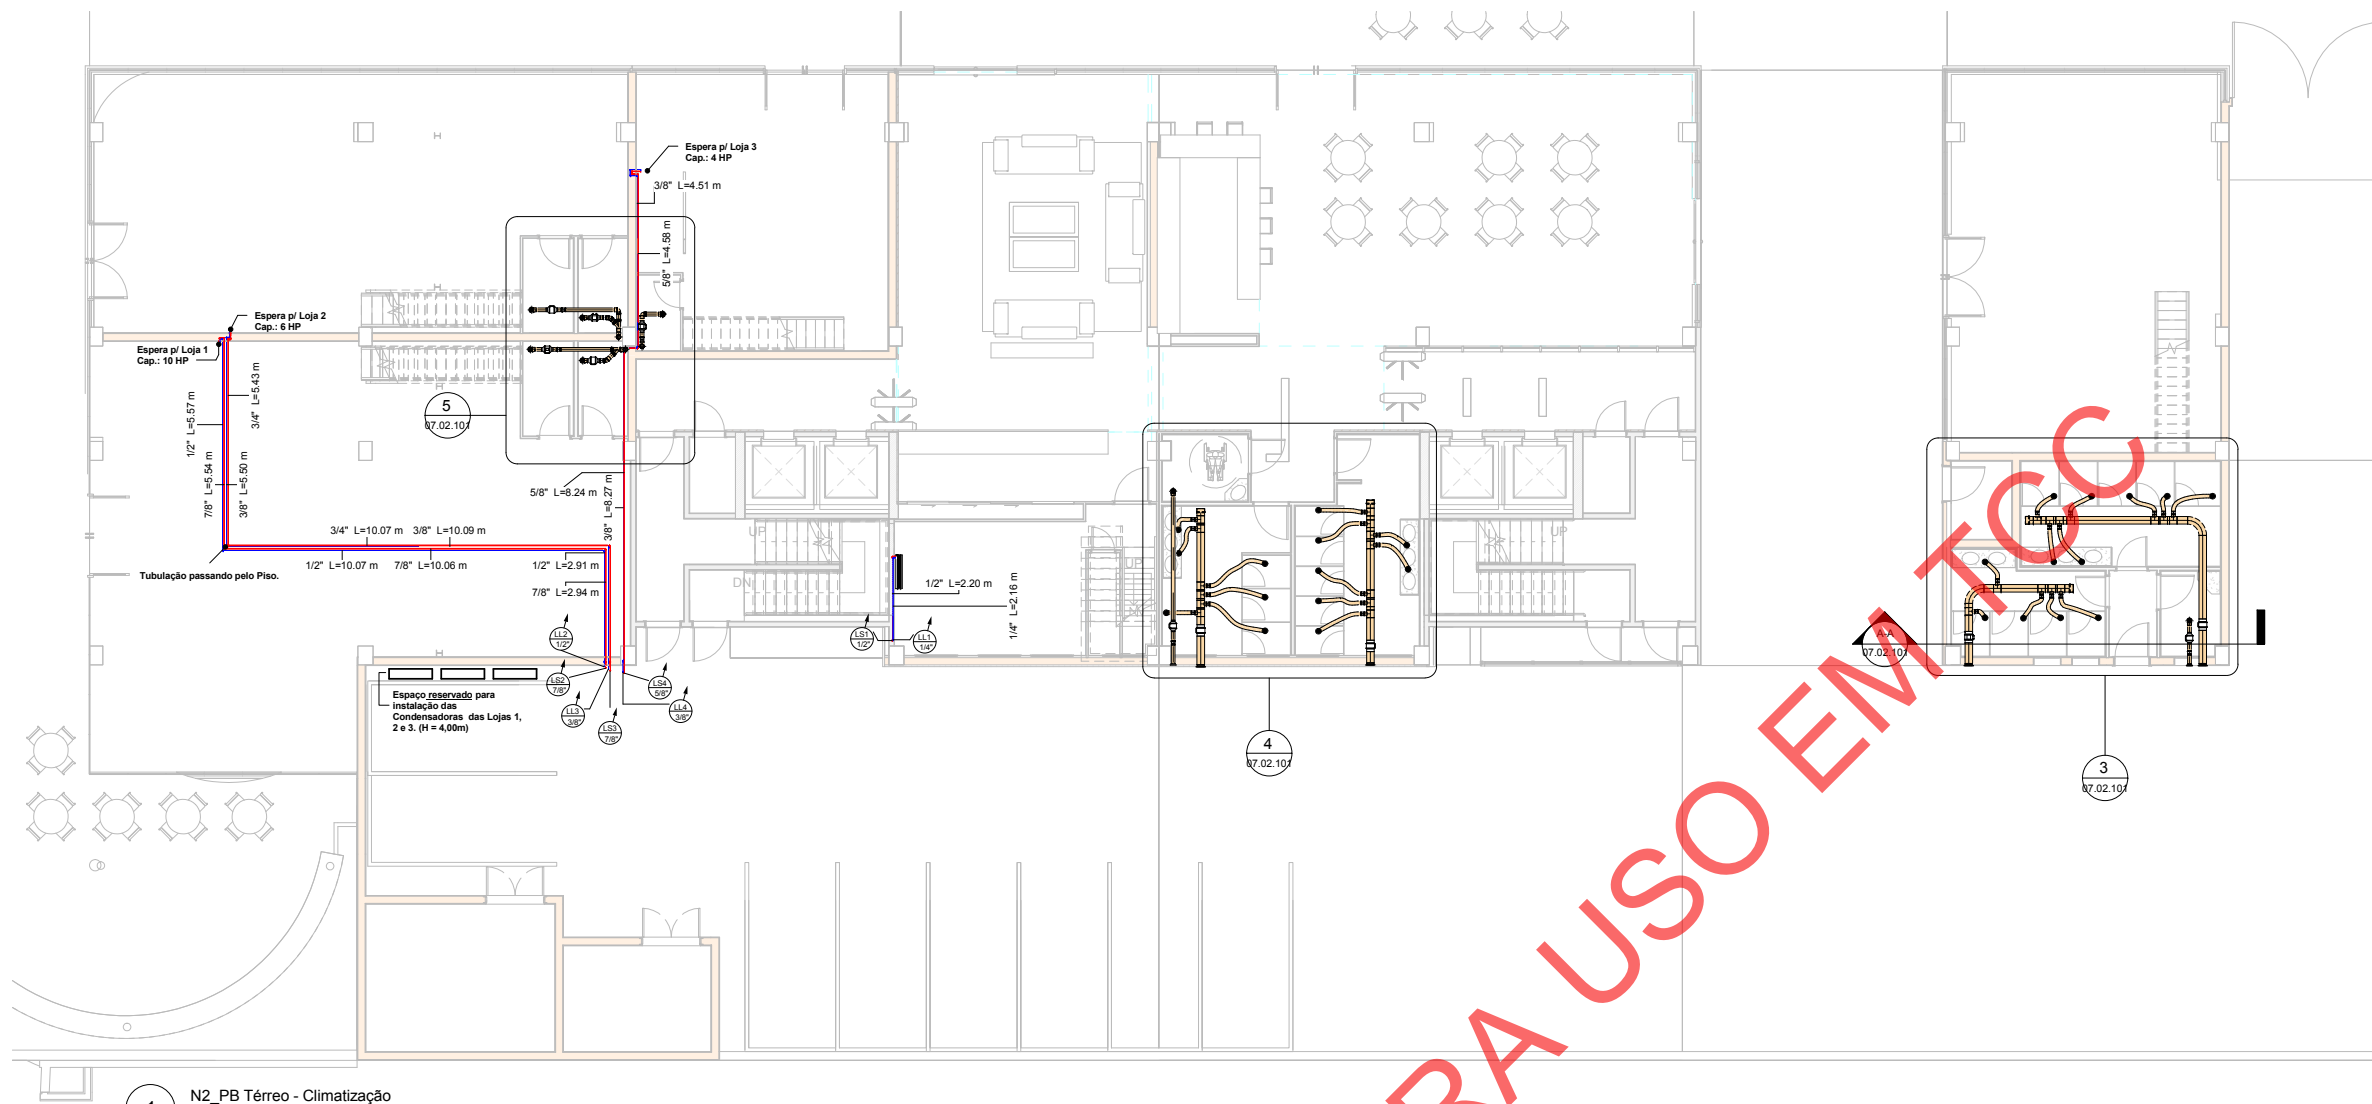 Espera p/ Loja 3
Cap.: 4 HP
3/8"  L=4.51 m
5/8"  L=4.58 m
Espera p/ Loja 2
Cap.: 6 HP
Espera p/ Loja 1
Cap.: 10 HP
3/4"  L=5.43 m
1/2"  L=5.57 m
7/8"  L=5.54 m
3/8"  L=5.50 m
5
07.02.101
5/8"  L=8.24 m
3/8"  L=8.27 m
3/4"  L=10.07 m
3/8"  L=10.09 m
1/2"  L=10.07 m
7/8"  L=10.06 m
1/2"  L=2.91 m
7/8"  L=2.94 m
Tubulação passando pelo Piso.
UP
DN
UP
UP
1/2"  L=2.20 m
1/4"  L=2.16 m
LL2
1/2"
LS1
1/2"
LL1
1/4"
LS2
7/8"
LS4
5/8"
LL3
3/8"
LL4
3/8"
LS3
7/8"
Espaço reservado para
instalação das
Condensadoras  das Lojas 1,
2 e 3. (H = 4,00m)
4
07.02.101
A-A
07.02.101
3
07.02.101
RA USO EM TCC
1
N2_PB Térreo - Climatização